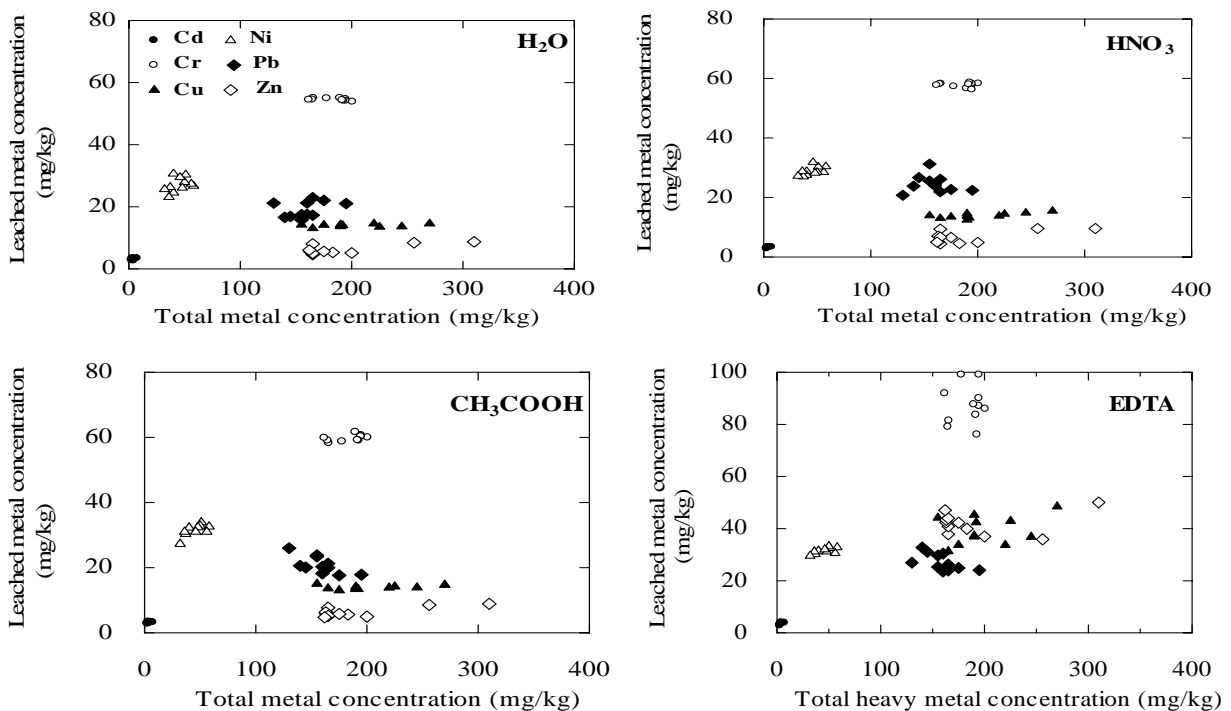 Leached metal concentration
(mg/kg)
80
60
40
20
0
H₂O
Cd
Ni
Cr
Pb
Cu
Zn
0 100 200 300 400
Total metal concentration (mg/kg)
Leached metal concentration
(mg/kg)
80
60
40
20
0
HNO₃
0 100 200 300 400
Total metal concentration (mg/kg)
Leached metal concentration
(mg/kg)
80
60
40
20
0
CH₃COOH
0 100 200 300 400
Total metal concentration (mg/kg)
Leached metal concentration
(mg/kg)
100
80
60
40
20
0
EDTA
0 100 200 300 400
Total heavy metal concentration (mg/kg)